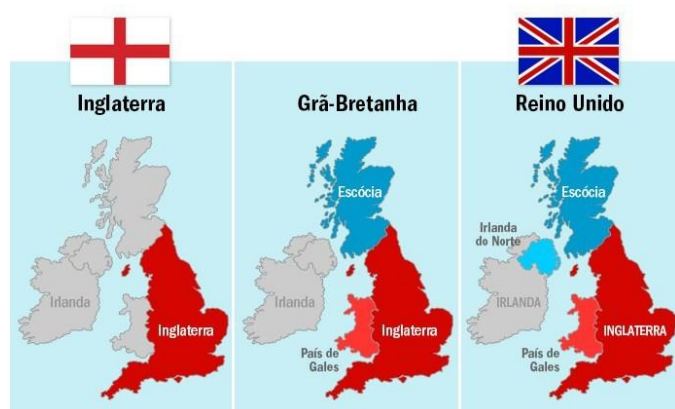 Inglaterra
Irlanda
Inglaterra
Grã-Bretanha
Escócia
Irlanda
Inglaterra
País de
Gales
Reino Unido
Escócia
Irlanda
do Norte
IRLANDA
INGLATERRA
País de
Gales